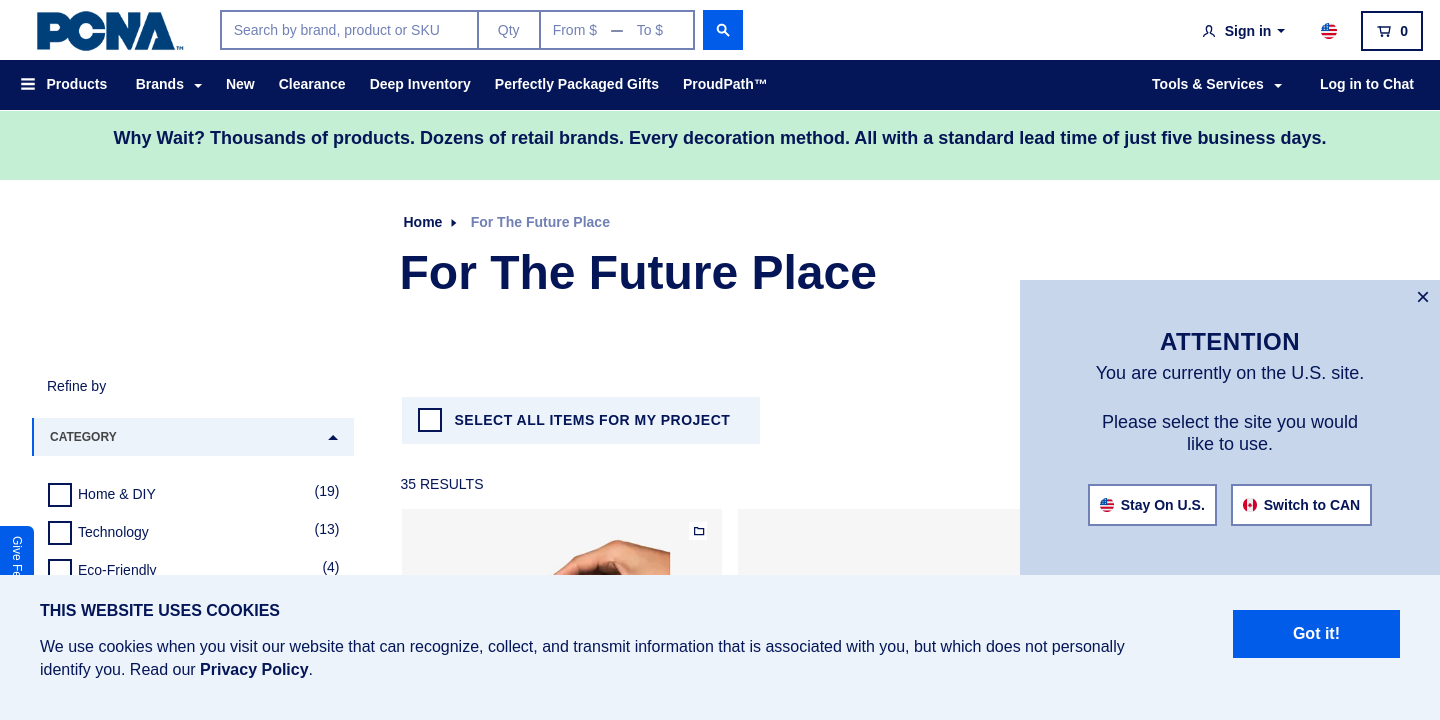 PCNA™
Search by brand, product or SKU
Qty
From $ — To $
Sign in
0
Products
Brands
New
Clearance
Deep Inventory
Perfectly Packaged Gifts
ProudPath™
Tools & Services
Log in to Chat
Why Wait? Thousands of products. Dozens of retail brands. Every decoration method. All with a standard lead time of just five business days.
Home
For The Future Place
For The Future Place
Refine by
CATEGORY
Home & DIY (19)
Technology (13)
Eco-Friendly (4)
Give Fe
SELECT ALL ITEMS FOR MY PROJECT
35 RESULTS
×
ATTENTION
You are currently on the U.S. site.
Please select the site you would
like to use.
Stay On U.S.
Switch to CAN
THIS WEBSITE USES COOKIES
We use cookies when you visit our website that can recognize, collect, and transmit information that is associated with you, but which does not personally
identify you. Read our Privacy Policy.
Got it!